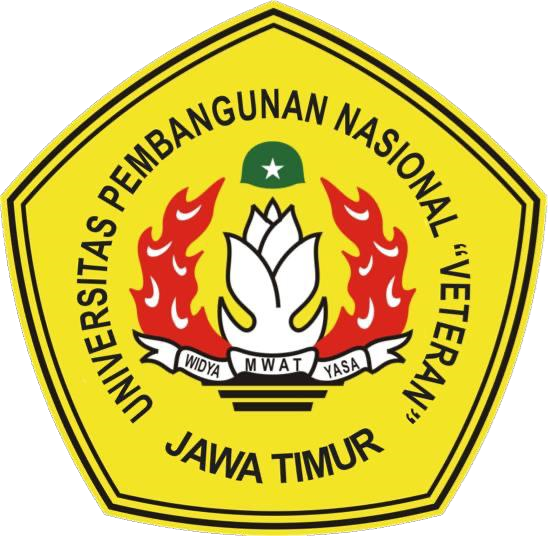 UNIVERSITAS PEMBANGUNAN NASIONAL “VETERAN”
WIDYA MWAT YASA
JAWA TIMUR